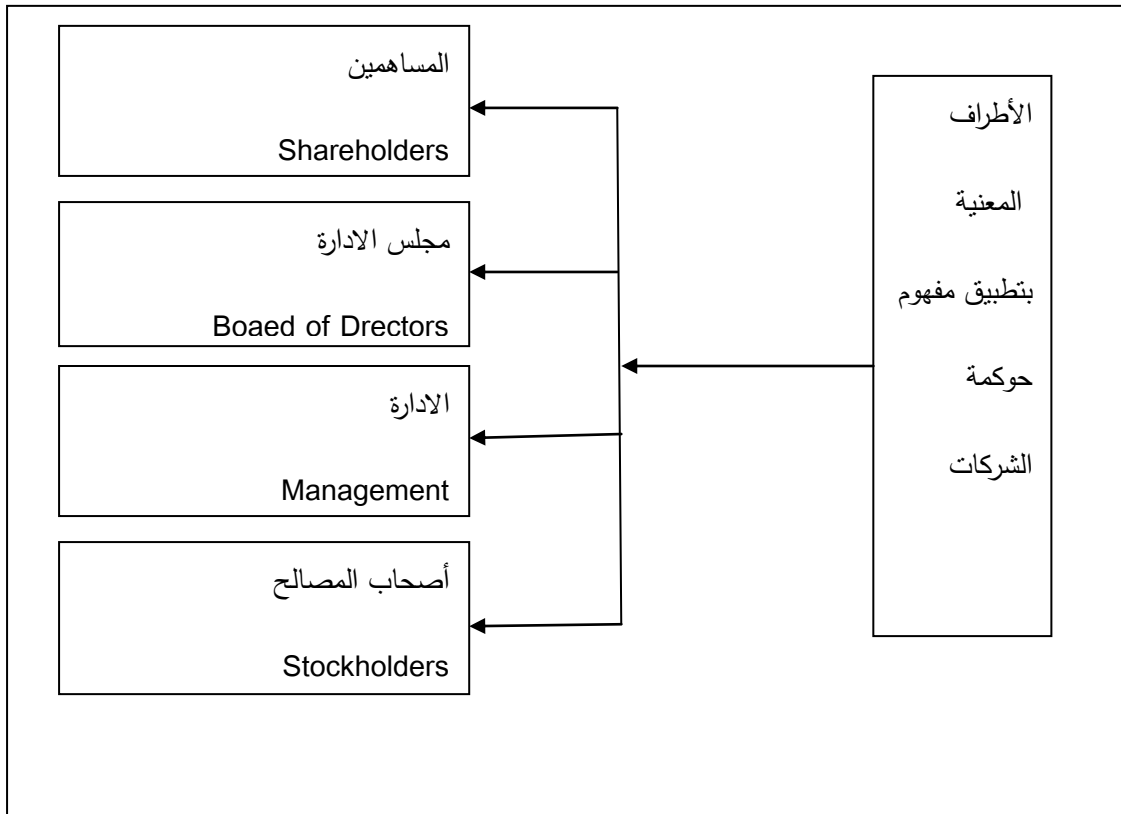 الأطراف
المعنية
بتطبيق مفهوم
حوكمة
الشركات
المساهمين
Shareholders
مجلس الادارة
Boaed of Drectors
الادارة
Management
أصحاب المصالح
Stockholders